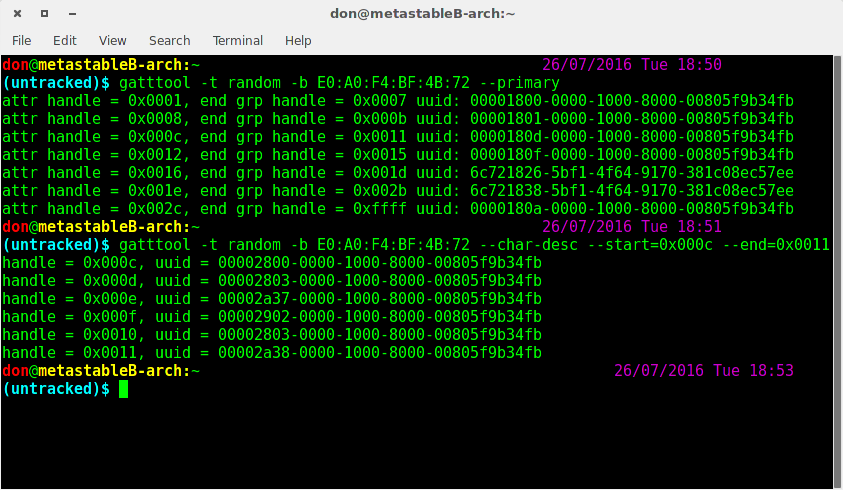 don@metastableB-arch:~
File Edit View Search Terminal Help
don@metastableB-arch:~ 26/07/2016 Tue 18:50
(untracked)$ gatttool -t random -b E0:A0:F4:BF:4B:72 --primary
attr handle = 0x0001, end grp handle = 0x0007 uuid: 00001800-0000-1000-8000-00805f9b34fb
attr handle = 0x0008, end grp handle = 0x000b uuid: 00001801-0000-1000-8000-00805f9b34fb
attr handle = 0x000c, end grp handle = 0x0011 uuid: 0000180d-0000-1000-8000-00805f9b34fb
attr handle = 0x0012, end grp handle = 0x0015 uuid: 0000180f-0000-1000-8000-00805f9b34fb
attr handle = 0x0016, end grp handle = 0x001d uuid: 6c721826-5bf1-4f64-9170-381c08ec57ee
attr handle = 0x001e, end grp handle = 0x002b uuid: 6c721838-5bf1-4f64-9170-381c08ec57ee
attr handle = 0x002c, end grp handle = 0xffff uuid: 0000180a-0000-1000-8000-00805f9b34fb
don@metastableB-arch:~ 26/07/2016 Tue 18:51
(untracked)$ gatttool -t random -b E0:A0:F4:BF:4B:72 --char-desc --start=0x000c --end=0x0011
handle = 0x000c, uuid = 00002800-0000-1000-8000-00805f9b34fb
handle = 0x000d, uuid = 00002803-0000-1000-8000-00805f9b34fb
handle = 0x000e, uuid = 00002a37-0000-1000-8000-00805f9b34fb
handle = 0x000f, uuid = 00002902-0000-1000-8000-00805f9b34fb
handle = 0x0010, uuid = 00002803-0000-1000-8000-00805f9b34fb
handle = 0x0011, uuid = 00002a38-0000-1000-8000-00805f9b34fb
don@metastableB-arch:~ 26/07/2016 Tue 18:53
(untracked)$